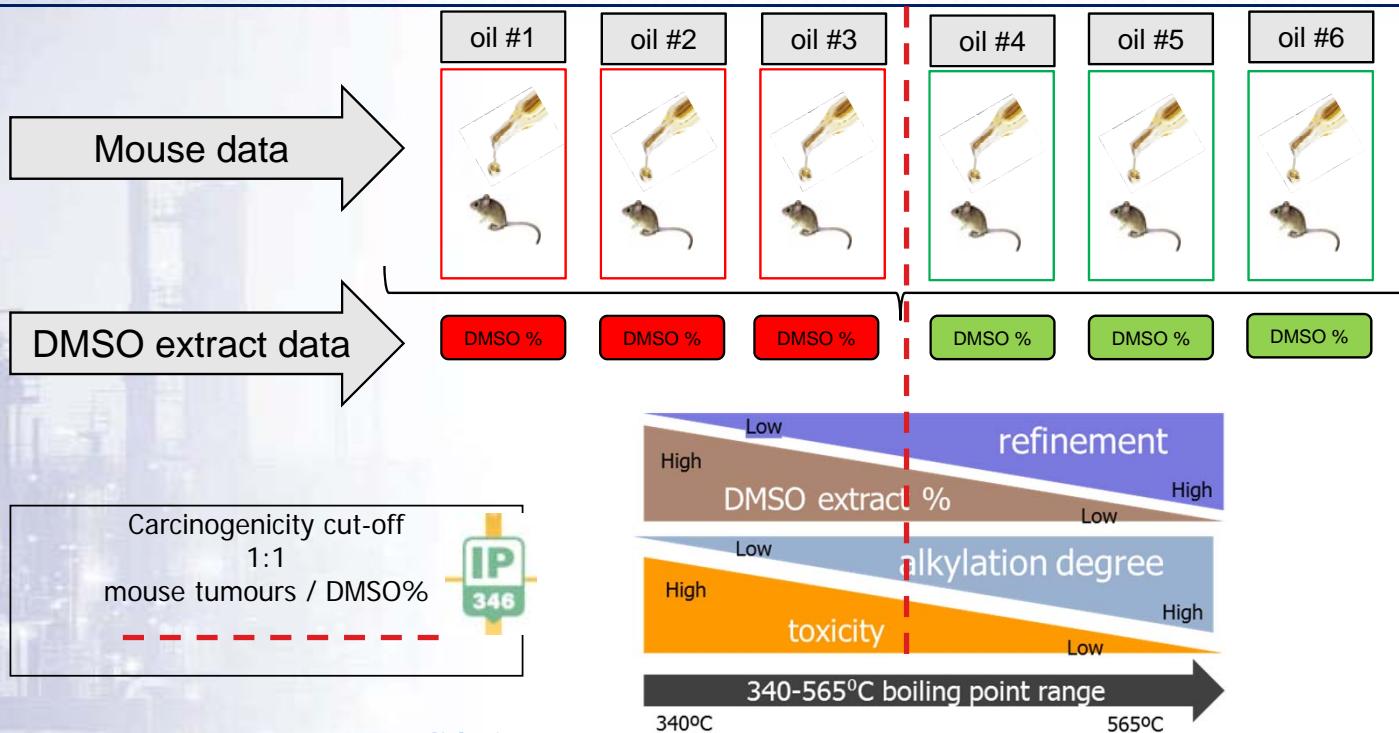 oil #1
oil #2
oil #3
oil #4
oil #5
oil #6
Mouse data
DMSO extract data
DMSO %
DMSO %
DMSO %
DMSO %
DMSO %
DMSO %
Low
refinement
High
High
DMSO extract %
Low
Low
alkylation degree
High
High
toxicity
Low
340-565⁰C boiling point range
340ºC
565ºC
Carcinogenicity cut-off
1:1
mouse tumours / DMSO%
IP
346